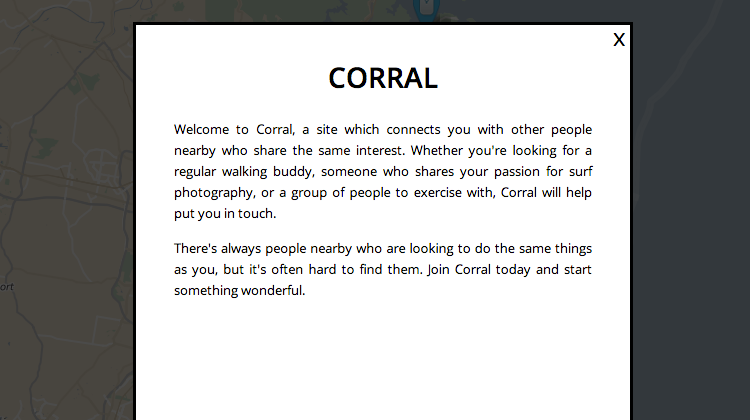 X
CORRAL
Welcome to Corral, a site which connects you with other people
nearby who share the same interest. Whether you're looking for a
regular walking buddy, someone who shares your passion for surf
photography, or a group of people to exercise with, Corral will help
put you in touch.
There's always people nearby who are looking to do the same things
as you, but it's often hard to find them. Join Corral today and start
something wonderful.
ort